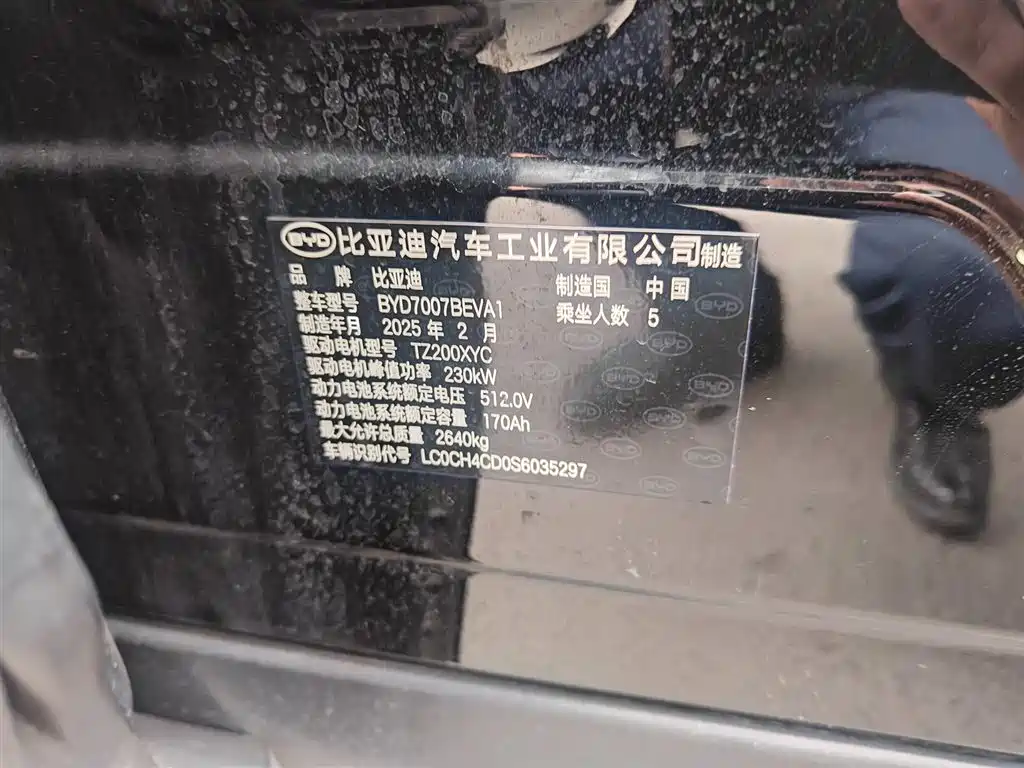 BYD 比亚迪汽车工业有限公司制造
品 牌 比亚迪 制造国 中国
整车型号 BYD7007BEVA1 乘坐人数 5
制造年月 2025 年 2 月
驱动电机型号 TZ200XYC
驱动电机峰值功率 230kW
动力电池系统额定电压 512.0V
动力电池系统额定容量 170Ah
最大允许总质量 2640kg
车辆识别代号 LC0CH4CD0S6035297